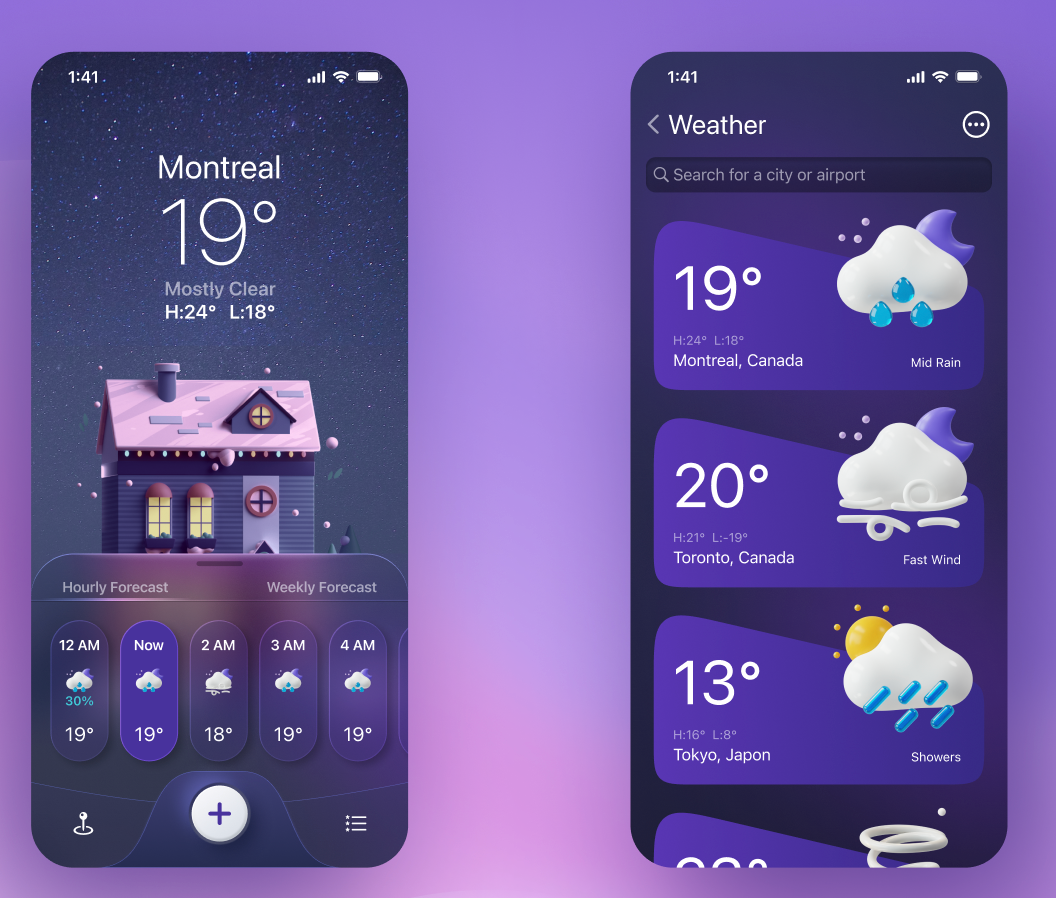 1:41
Montreal
19°
Mostly Clear
H:24° L:18°
Hourly Forecast Weekly Forecast
12 AM Now 2 AM 3 AM 4 AM
30%
19° 19° 18° 19° 19°
1:41
Weather
Search for a city or airport
19°
H:24° L:18°
Montreal, Canada
Mid Rain
20°
H:21° L:-19°
Toronto, Canada
Fast Wind
13°
H:16° L:8°
Tokyo, Japon
Showers